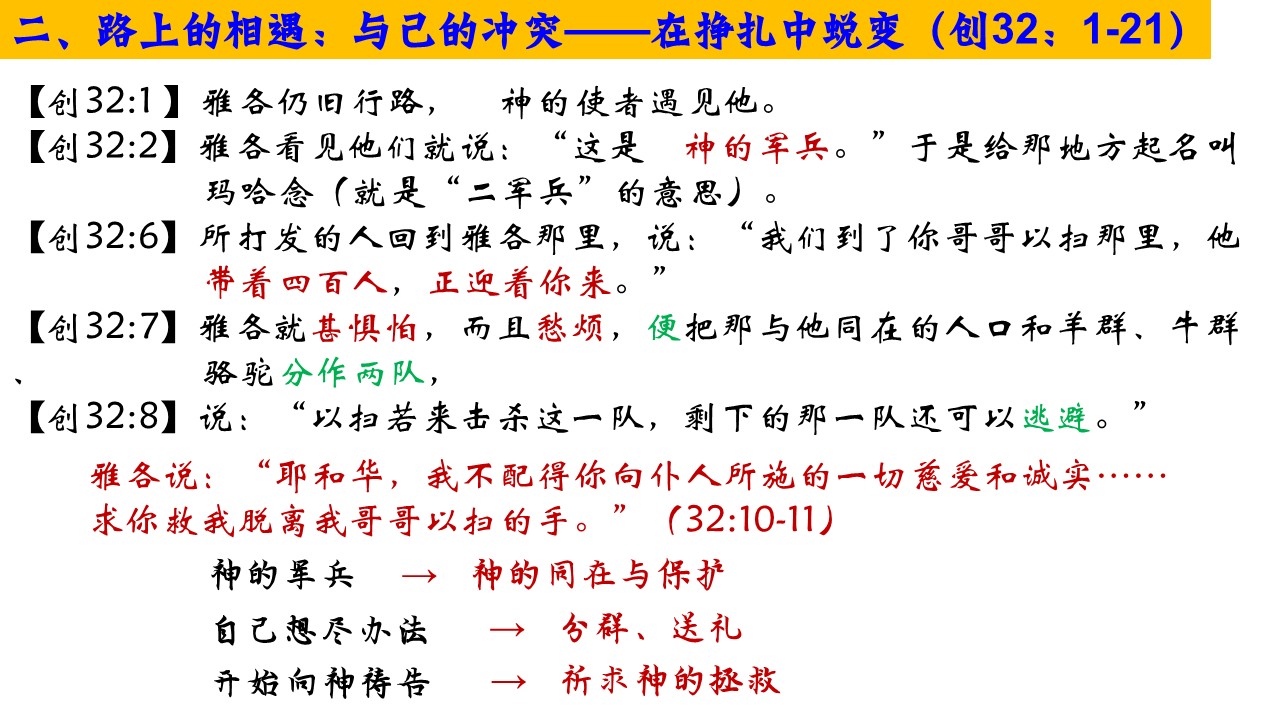 二、路上的相遇：与己的冲突——在挣扎中蜕变（创32：1-21）
【创32:1】雅各仍旧行路，　神的使者遇见他。
【创32:2】雅各看见他们就说：“这是　神的军兵。”于是给那地方起名叫
玛哈念（就是“二军兵”的意思）。
【创32:6】所打发的人回到雅各那里，说：“我们到了你哥哥以扫那里，他
带着四百人，正迎着你来。”
【创32:7】雅各就甚惧怕，而且愁烦，便把那与他同在的人口和羊群、牛群
、　骆驼分作两队，
【创32:8】说：“以扫若来击杀这一队，剩下的那一队还可以逃避。”
雅各说：“耶和华，我不配得你向仆人所施的一切慈爱和诚实……
求你救我脱离我哥哥以扫的手。”（32:10-11）
神的军兵　→　神的同在与保护
自己想尽办法　→　分群、送礼
开始向神祷告　→　祈求神的拯救